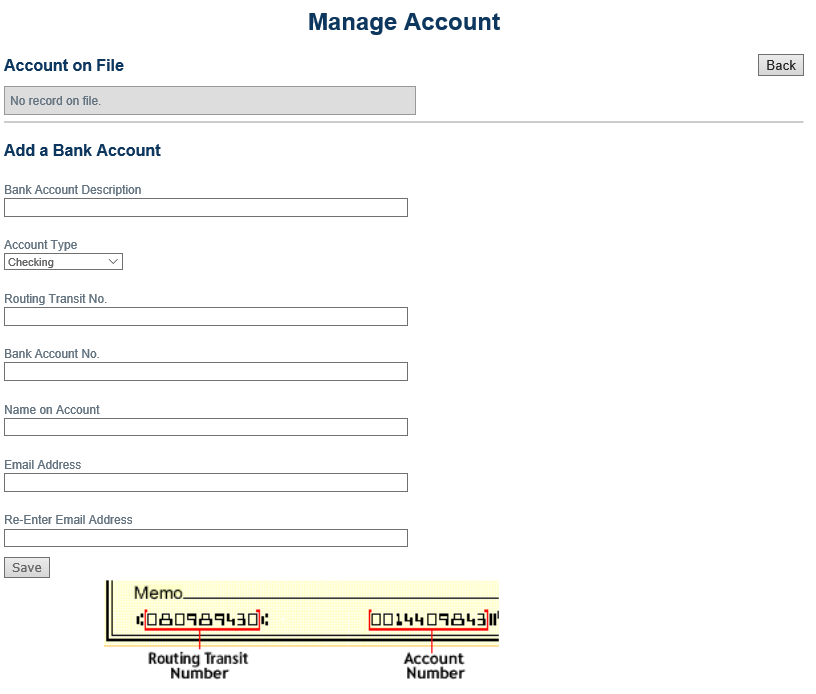 Manage Account
Account on File
Back
No record on file.
Add a Bank Account
Bank Account Description
Account Type
Checking
Routing Transit No.
Bank Account No.
Name on Account
Email Address
Re-Enter Email Address
Save
Memo
⑆080989430⑆ 0014409843⑈
Routing Transit Number
Account Number